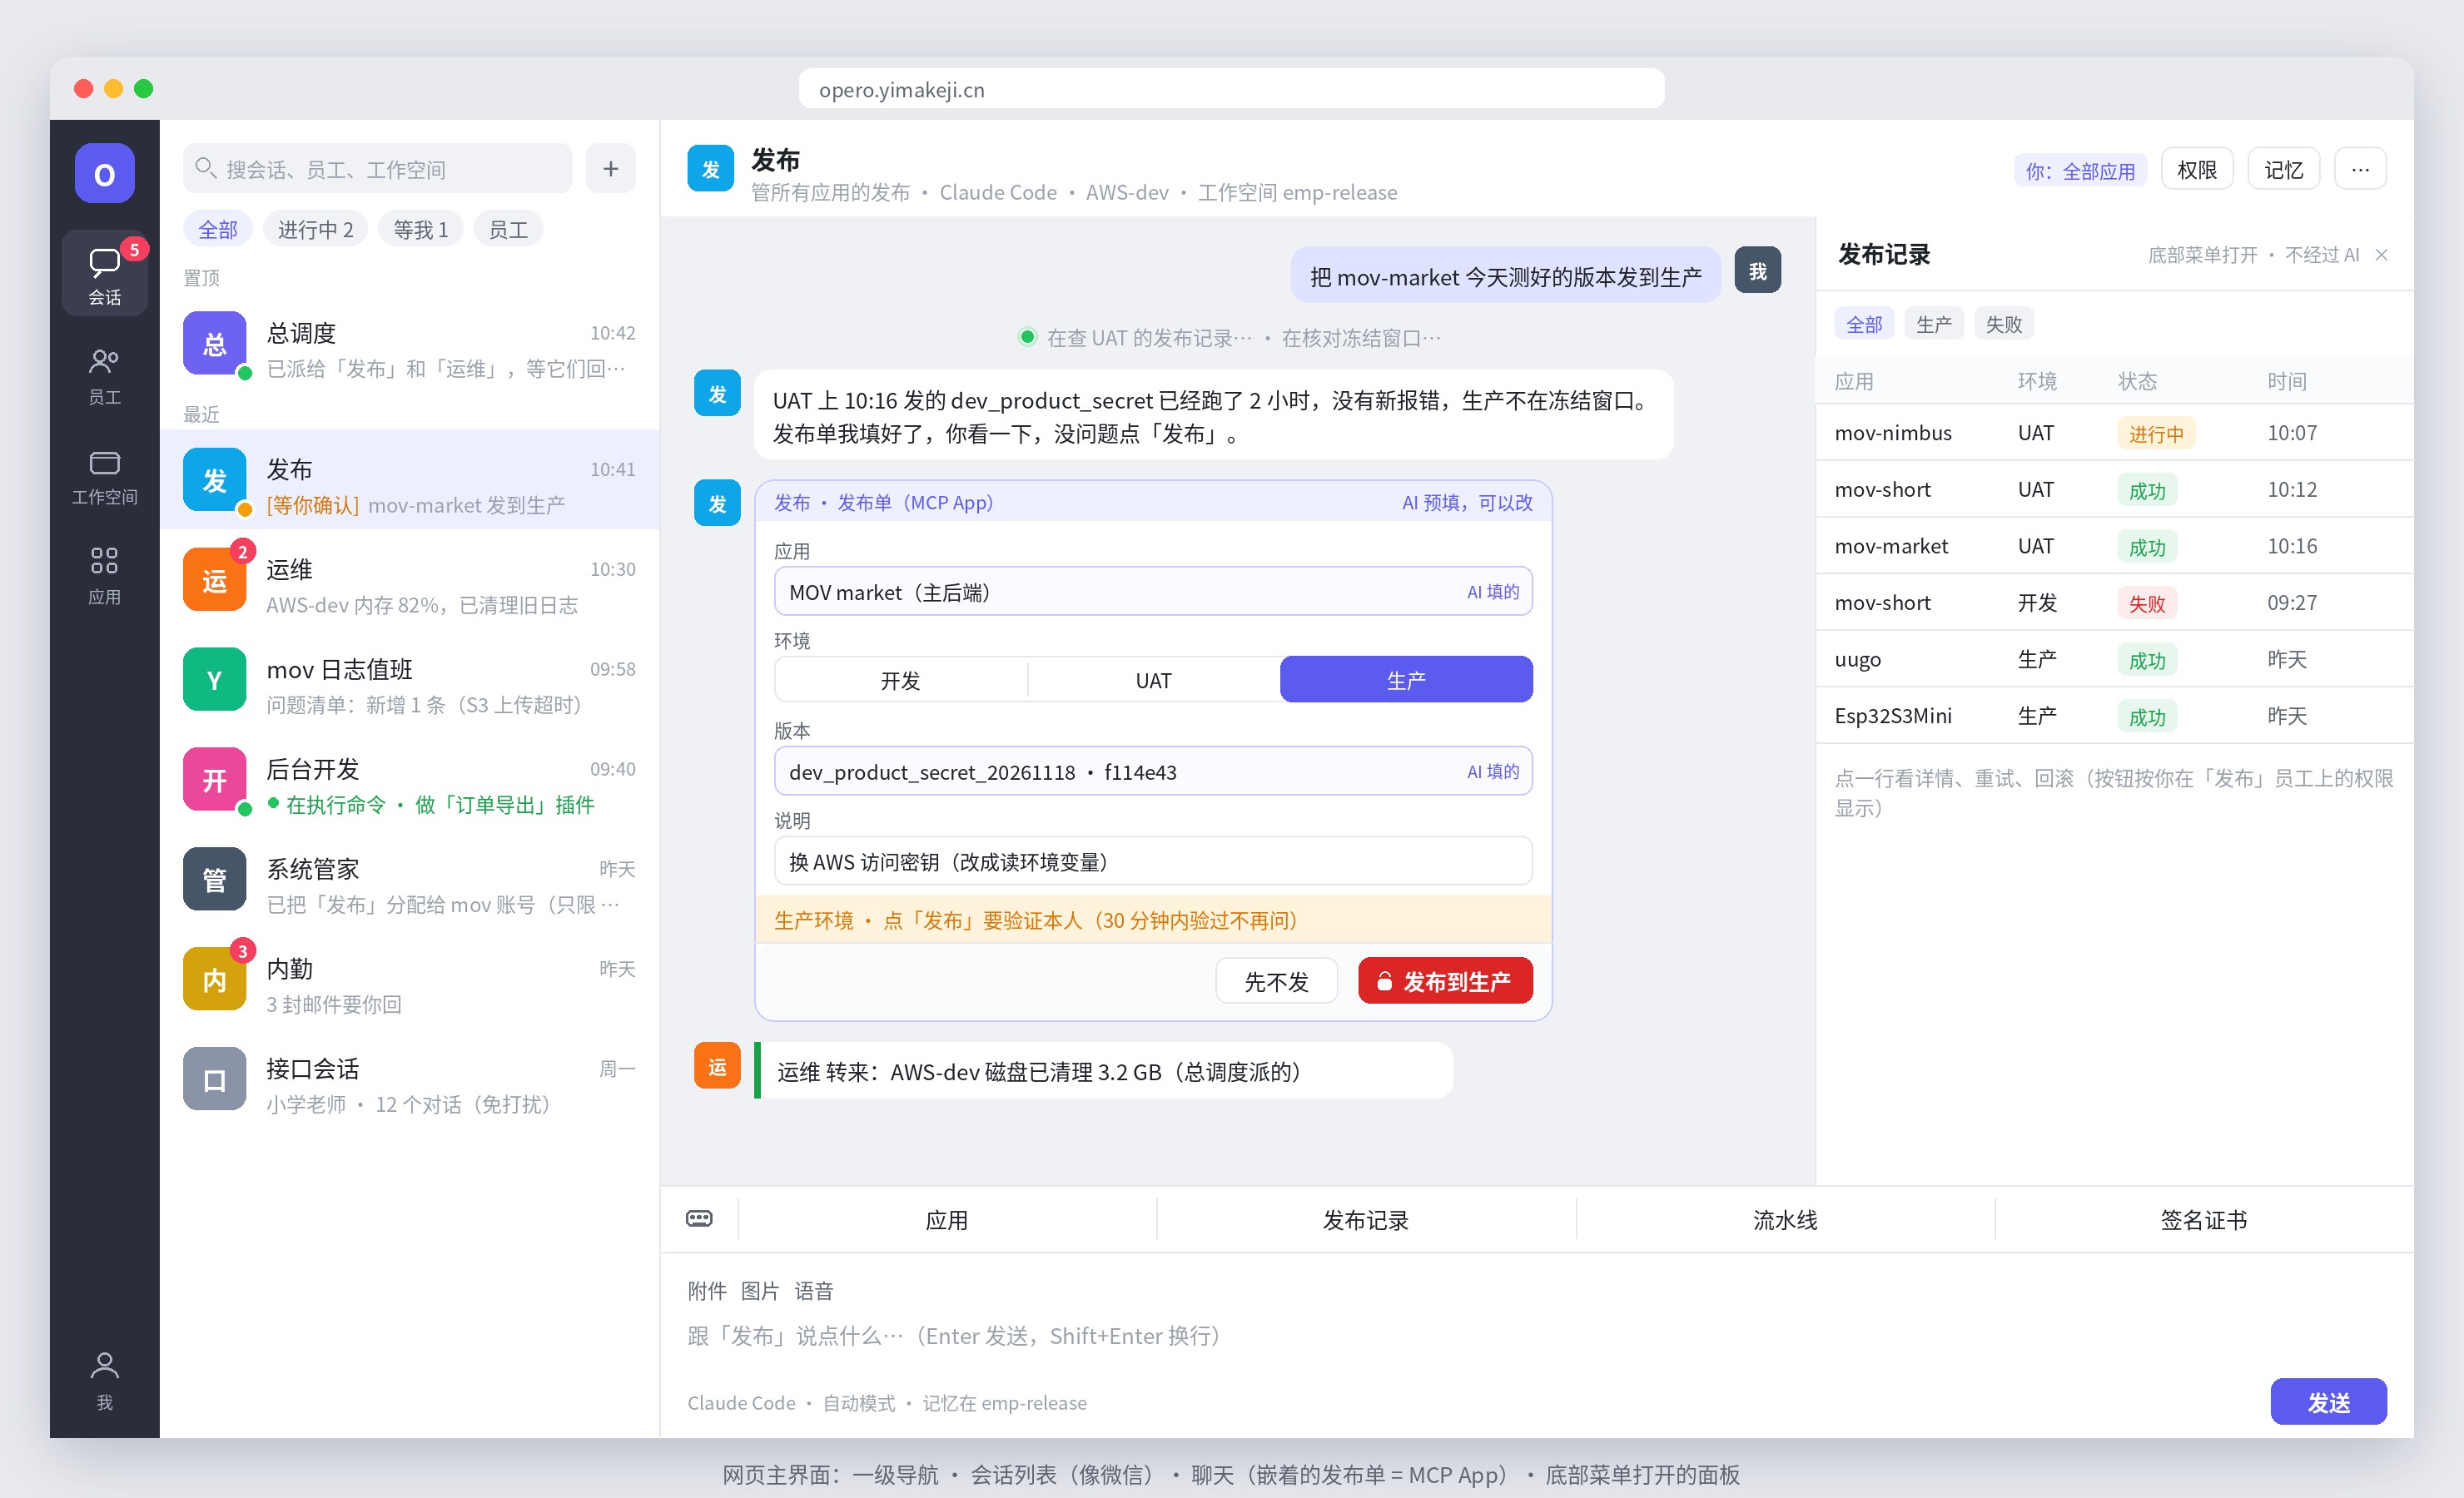 opero.yimakeji.cn
O
5
会话
员工
工作空间
应用
我
搜会话、员工、工作空间
+
全部 进行中 2 等我 1 员工
置顶
总
总调度 10:42
已派给「发布」和「运维」，等它们回…
最近
发
发布 10:41
[等你确认] mov-market 发到生产
运
2
运维 10:30
AWS-dev 内存 82%，已清理旧日志
Y
mov 日志值班 09:58
问题清单：新增 1 条（S3 上传超时）
开
后台开发 09:40
在执行命令 · 做「订单导出」插件
管
系统管家 昨天
已把「发布」分配给 mov 账号（只限 …
内
3
内勤 昨天
3 封邮件要你回
口
接口会话 周一
小学老师 · 12 个对话（免打扰）
发
发布
管所有应用的发布 · Claude Code · AWS-dev · 工作空间 emp-release
你：全部应用 权限 记忆 …
把 mov-market 今天测好的版本发到生产
我
在查 UAT 的发布记录… · 在核对冻结窗口…
发
UAT 上 10:16 发的 dev_product_secret 已经跑了 2 小时，没有新报错，生产不在冻结窗口。
发布单我填好了，你看一下，没问题点「发布」。
发
发布 · 发布单（MCP App） AI 预填，可以改
应用
MOV market（主后端） AI 填的
环境
开发 UAT 生产
版本
dev_product_secret_20261118 · f114e43 AI 填的
说明
换 AWS 访问密钥（改成读环境变量）
生产环境 · 点「发布」要验证本人（30 分钟内验过不再问）
先不发 发布到生产
运
运维 转来：AWS-dev 磁盘已清理 3.2 GB（总调度派的）
发布记录 底部菜单打开 · 不经过 AI ×
全部 生产 失败
应用 环境 状态 时间
mov-nimbus UAT 进行中 10:07
mov-short UAT 成功 10:12
mov-market UAT 成功 10:16
mov-short 开发 失败 09:27
uugo 生产 成功 昨天
Esp32S3Mini 生产 成功 昨天
点一行看详情、重试、回滚（按钮按你在「发布」员工上的权限
显示）
应用 发布记录 流水线 签名证书
附件 图片 语音
跟「发布」说点什么…（Enter 发送，Shift+Enter 换行）
Claude Code · 自动模式 · 记忆在 emp-release
发送
网页主界面：一级导航 · 会话列表（像微信） · 聊天（嵌着的发布单 = MCP App） · 底部菜单打开的面板